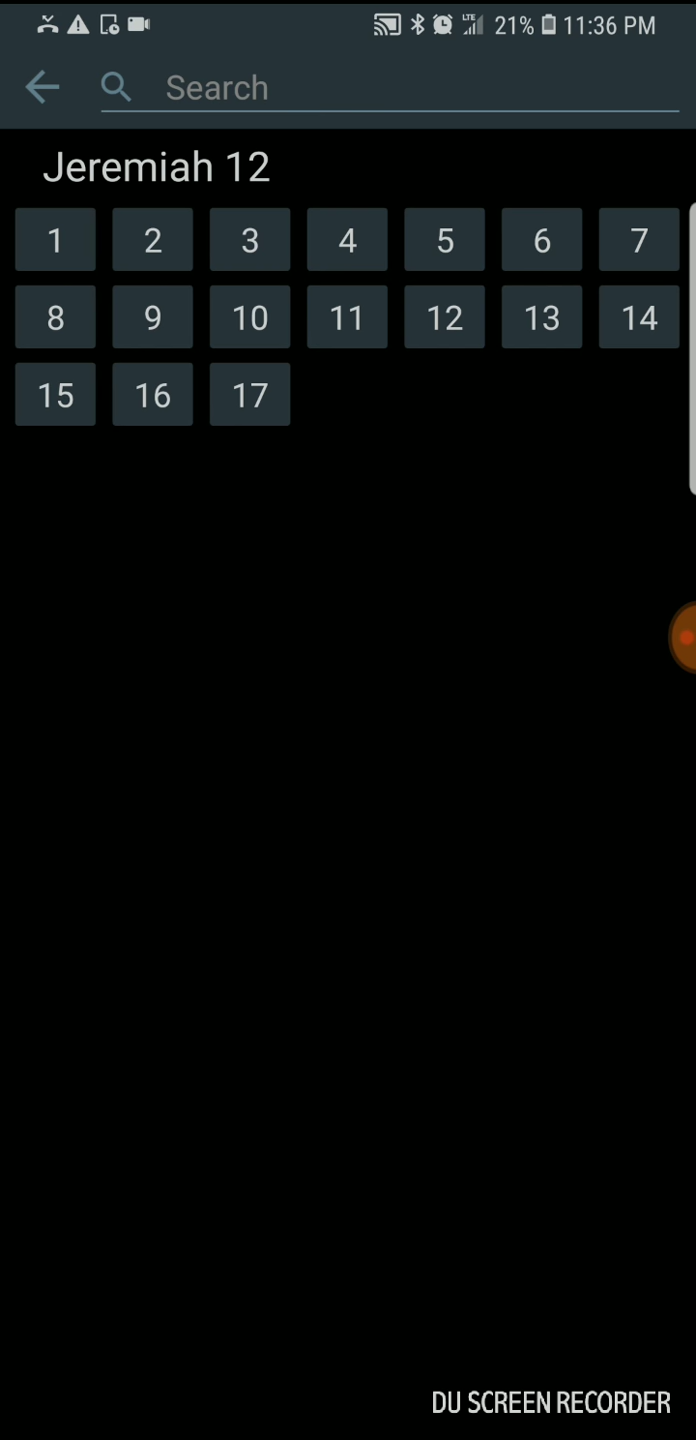 LTE 21% 11:36 PM
Search
Jeremiah 12
1 2 3 4 5 6 7
8 9 10 11 12 13 14
15 16 17
DU SCREEN RECORDER